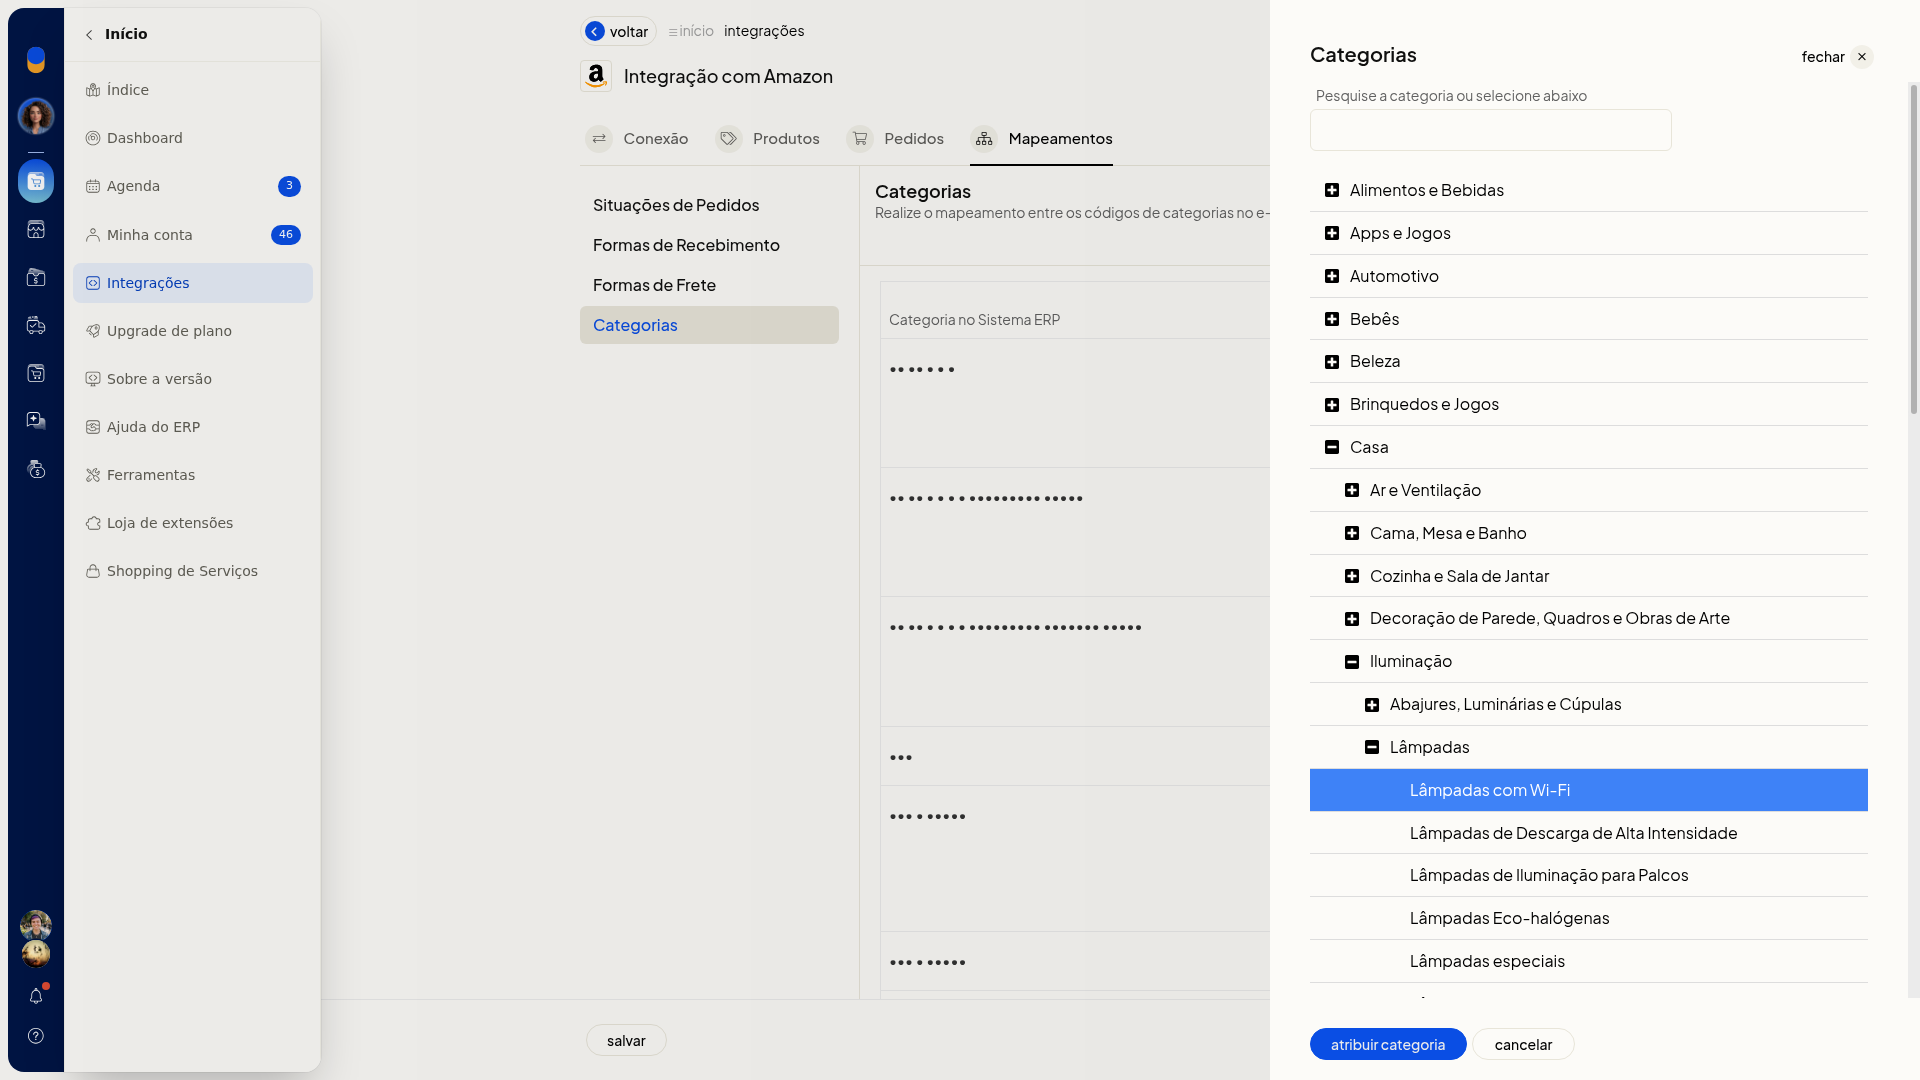 Início
Índice
Dashboard
Agenda 3
Minha conta 46
Integrações
Upgrade de plano
Sobre a versão
Ajuda do ERP
Ferramentas
Loja de extensões
Shopping de Serviços
voltar início integrações
Integração com Amazon
Conexão Produtos Pedidos Mapeamentos
Situações de Pedidos
Formas de Recebimento
Formas de Frete
Categorias
Categorias
Realize o mapeamento entre os códigos de categorias no e-
Categoria no Sistema ERP
salvar
Categorias
fechar
Pesquise a categoria ou selecione abaixo
Alimentos e Bebidas
Apps e Jogos
Automotivo
Bebês
Beleza
Brinquedos e Jogos
Casa
Ar e Ventilação
Cama, Mesa e Banho
Cozinha e Sala de Jantar
Decoração de Parede, Quadros e Obras de Arte
Iluminação
Abajures, Luminárias e Cúpulas
Lâmpadas
Lâmpadas com Wi-Fi
Lâmpadas de Descarga de Alta Intensidade
Lâmpadas de Iluminação para Palcos
Lâmpadas Eco-halógenas
Lâmpadas especiais
atribuir categoria cancelar